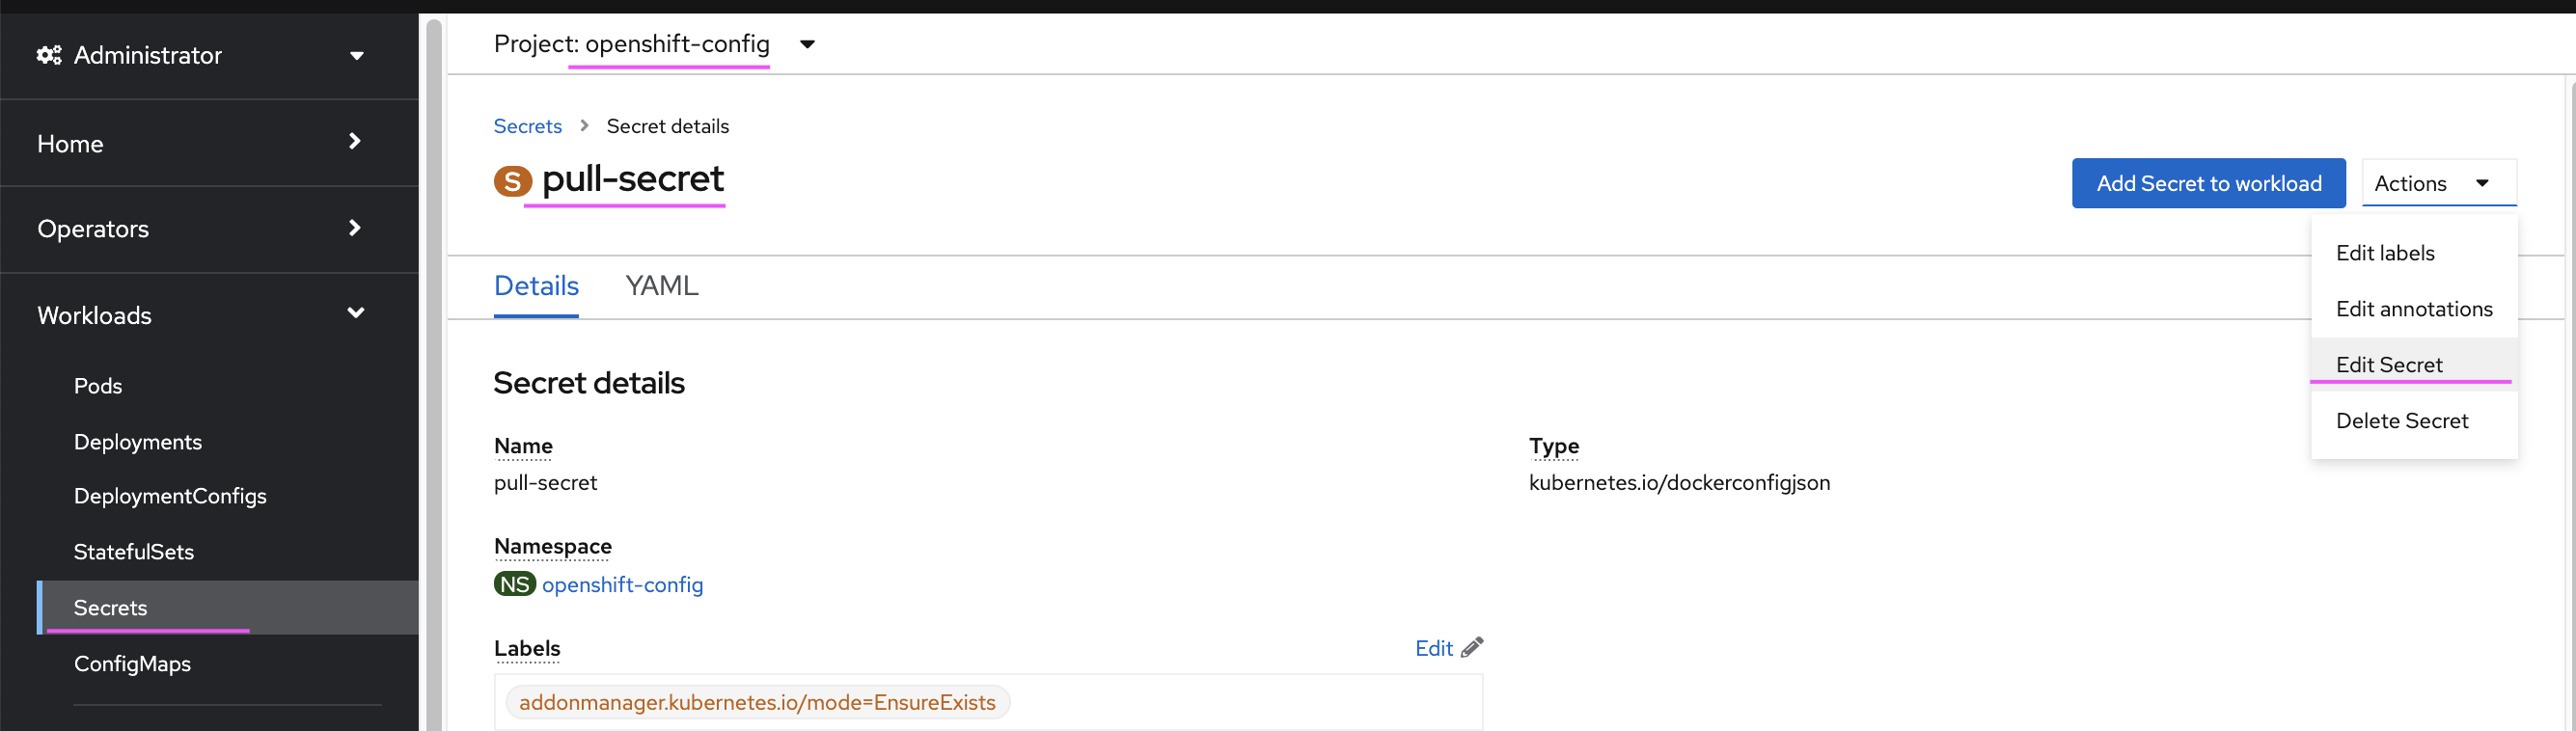 Administrator
Home
Operators
Workloads
Pods
Deployments
DeploymentConfigs
StatefulSets
Secrets
ConfigMaps
Project: openshift-config
Secrets > Secret details
S pull-secret
Add Secret to workload
Actions
Edit labels
Edit annotations
Edit Secret
Delete Secret
Details YAML
Secret details
Name
pull-secret
Type
kubernetes.io/dockerconfigjson
Namespace
NS openshift-config
Labels
Edit
addonmanager.kubernetes.io/mode=EnsureExists